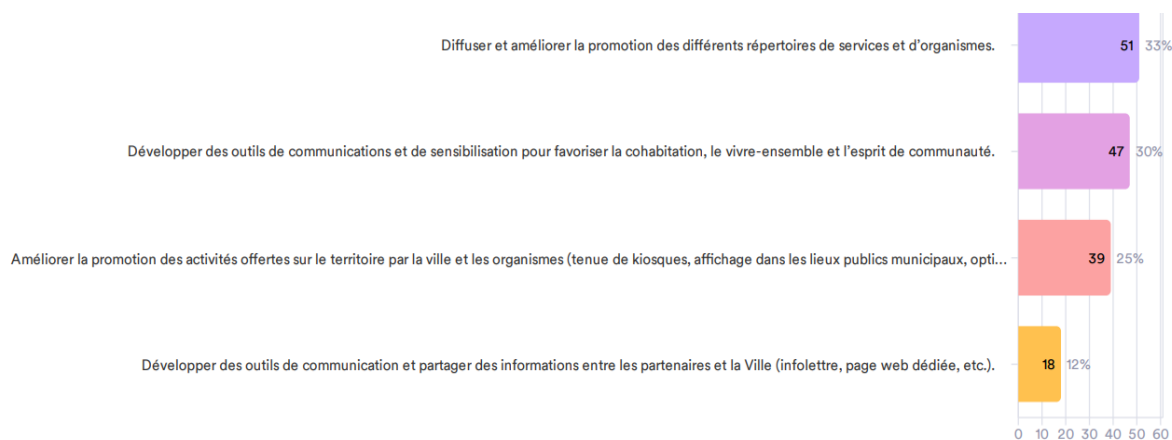 Diffuser et améliorer la promotion des différents répertoires de services et d’organismes.
51 33%
Développer des outils de communications et de sensibilisation pour favoriser la cohabitation, le vivre-ensemble et l’esprit de communauté.
47 30%
Améliorer la promotion des activités offertes sur le territoire par la ville et les organismes (tenue de kiosques, affichage dans les lieux publics municipaux, opti...
39 25%
Développer des outils de communication et partager des informations entre les partenaires et la Ville (infolettre, page web dédiée, etc.).
18 12%
0 10 20 30 40 50 60